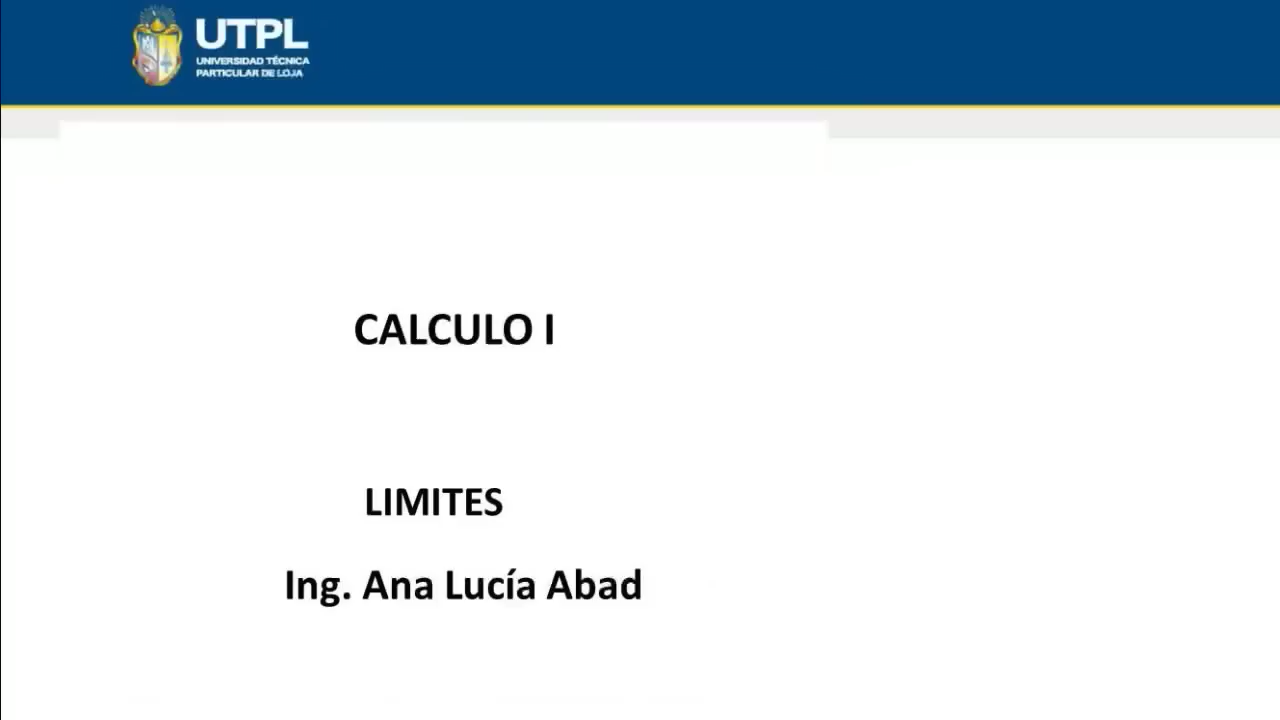 UTPL
UNIVERSIDAD TÉCNICA
PARTICULAR DE LOJA
CALCULO I
LIMITES
Ing. Ana Lucía Abad